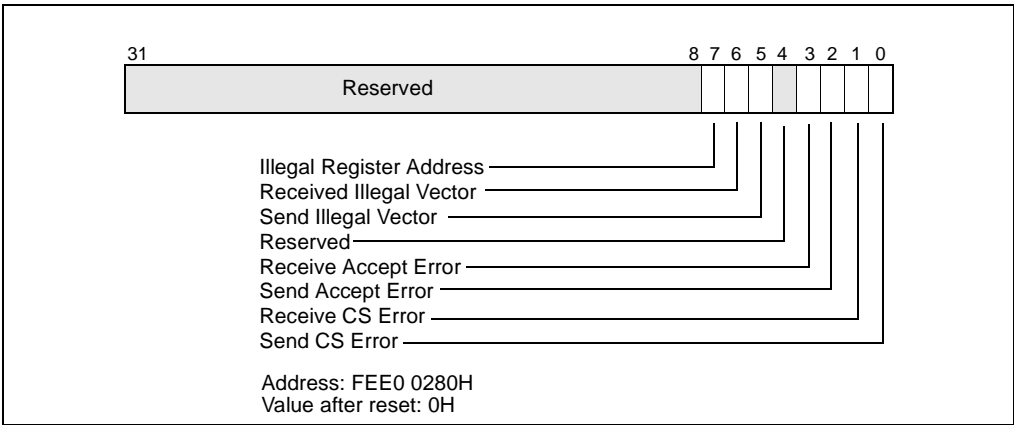 31 8 7 6 5 4 3 2 1 0
Reserved
Illegal Register Address
Received Illegal Vector
Send Illegal Vector
Reserved
Receive Accept Error
Send Accept Error
Receive CS Error
Send CS Error
Address: FEE0 0280H
Value after reset: 0H